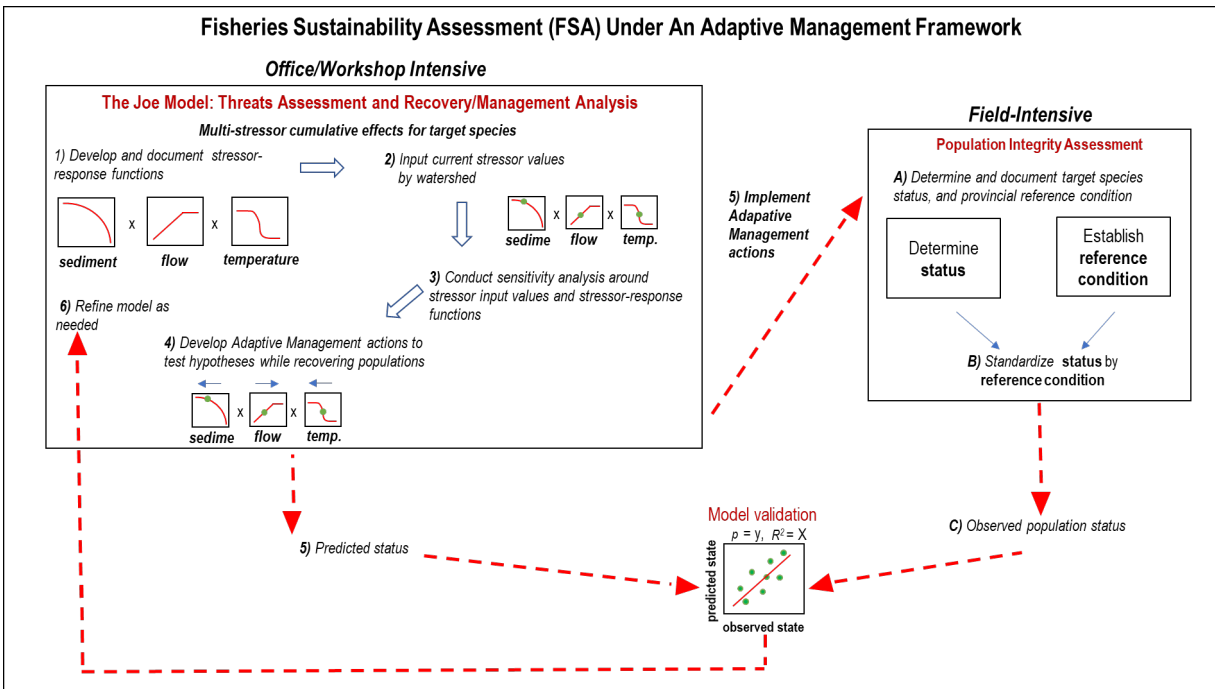 Fisheries Sustainability Assessment (FSA) Under An Adaptive Management Framework
Office/Workshop Intensive
The Joe Model: Threats Assessment and Recovery/Management Analysis
Multi-stressor cumulative effects for target species
1) Develop and document stressor-
response functions
x
x
sediment
flow
temperature
2) Input current stressor values
by watershed
x
x
sedime
flow
temp.
3) Conduct sensitivity analysis around
stressor input values and stressor-response
functions
6) Refine model as
needed
4) Develop Adaptive Management actions to
test hypotheses while recovering populations
x
x
sedime
flow
temp.
5) Implement
Adapative
Management
actions
Field-Intensive
Population Integrity Assessment
A) Determine and document target species
status, and provincial reference condition
Determine
status
Establish
reference
condition
B) Standardize status by
reference condition
C) Observed population status
5) Predicted status
Model validation
p = y, R² = X
predicted state
observed state